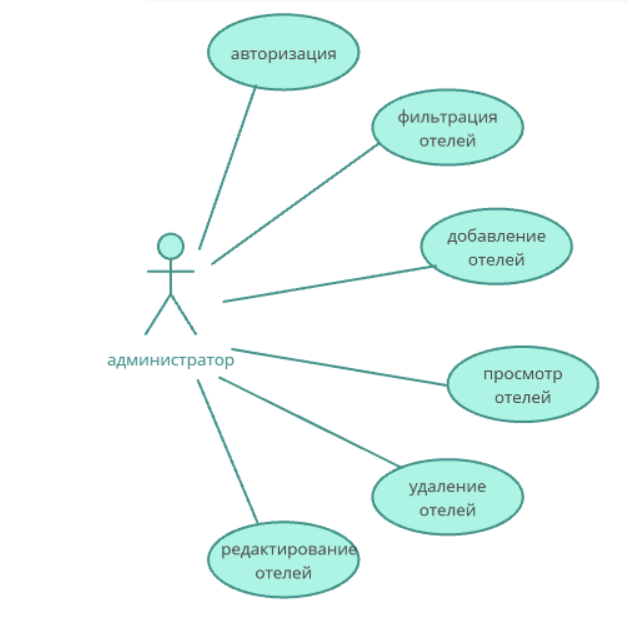 авторизация
фильтрация
отелей
добавление
отелей
администратор
просмотр
отелей
удаление
отелей
редактирование
отелей